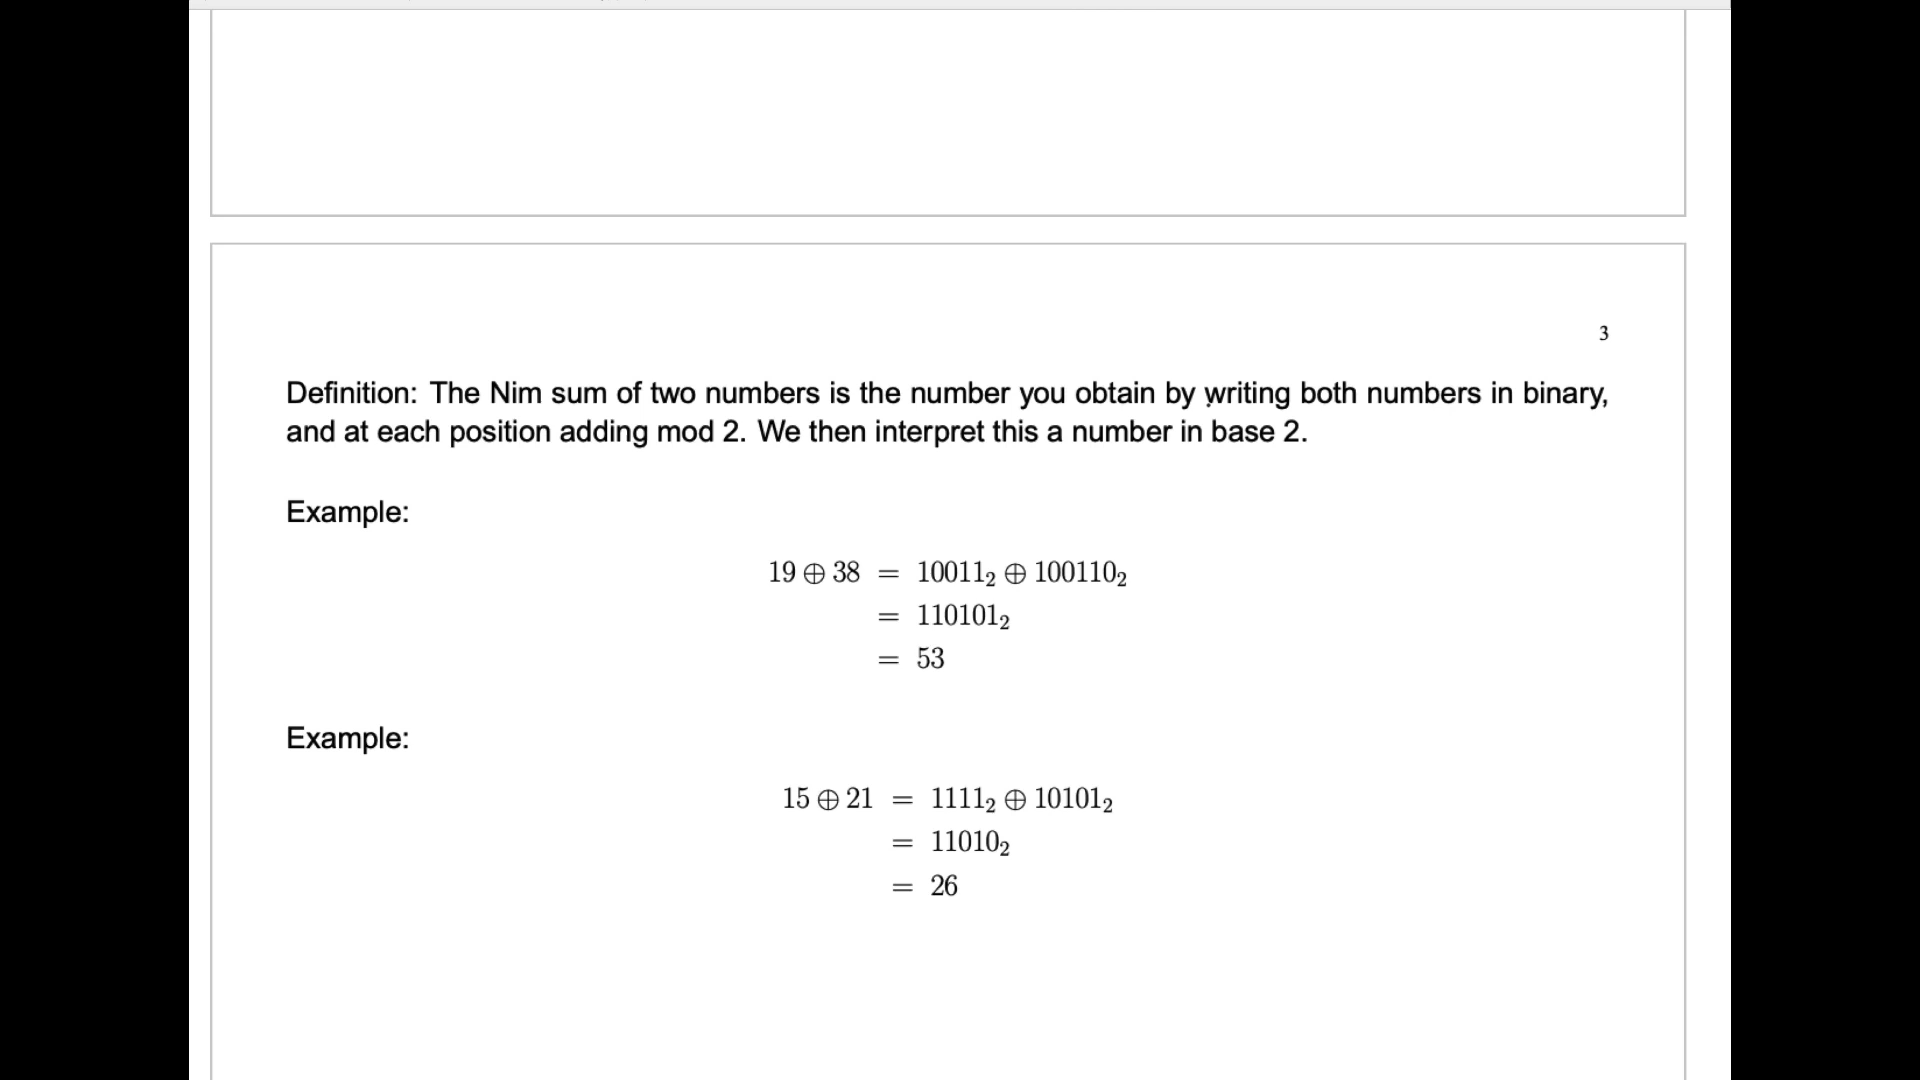 3
Definition: The Nim sum of two numbers is the number you obtain by writing both numbers in binary,
and at each position adding mod 2. We then interpret this a number in base 2.
Example:
19 ⊕ 38 = 10011₂ ⊕ 100110₂
= 110101₂
= 53
Example:
15 ⊕ 21 = 1111₂ ⊕ 10101₂
= 11010₂
= 26